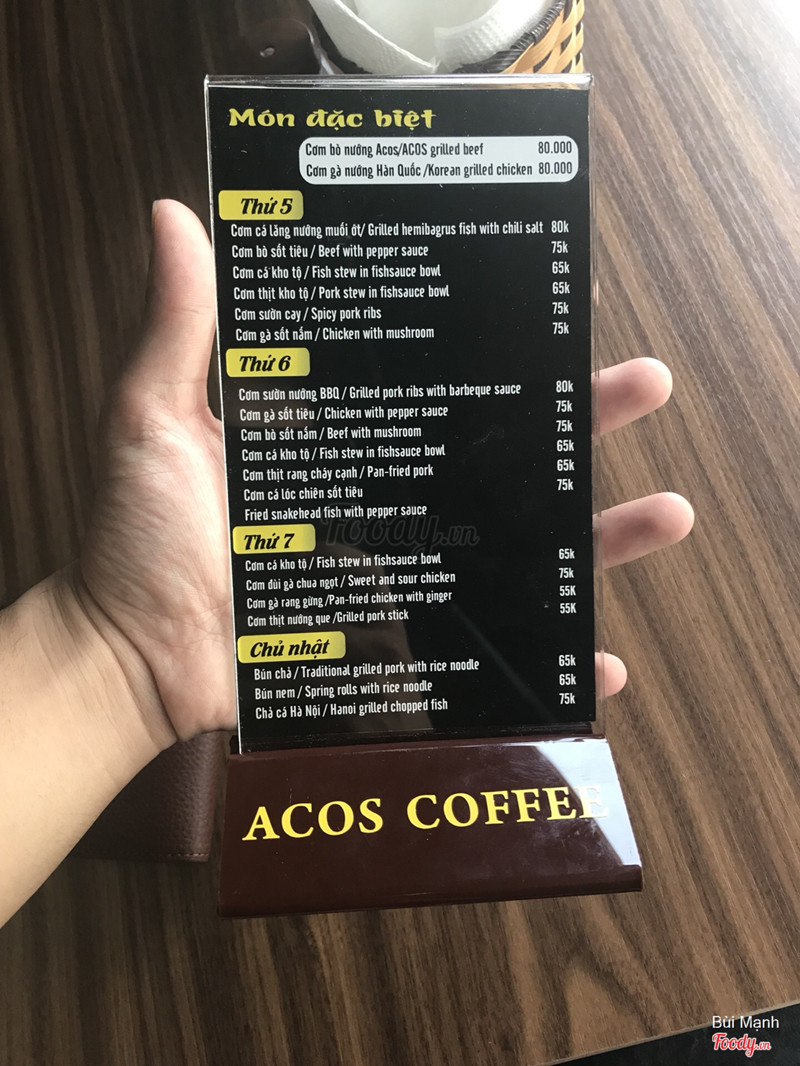 Món đặc biệt
Cơm bò nướng Acos/ACOS grilled beef 80.000
Cơm gà nướng Hàn Quốc /Korean grilled chicken 80.000
Thứ 5
Cơm cá lăng nướng muối ớt/ Grilled hemibagrus fish with chili salt 80k
Cơm bò sốt tiêu / Beef with pepper sauce 75k
Cơm cá kho tộ / Fish stew in fishsauce bowl 65k
Cơm thịt kho tộ / Pork stew in fishsauce bowl 65k
Cơm sườn cay / Spicy pork ribs 75k
Cơm gà sốt nấm / Chicken with mushroom 75k
Thứ 6
Cơm sườn nướng BBQ / Grilled pork ribs with barbeque sauce 80k
Cơm gà sốt tiêu / Chicken with pepper sauce 75k
Cơm bò sốt nấm / Beef with mushroom 75k
Cơm cá kho tộ / Fish stew in fishsauce bowl 65k
Cơm thịt rang cháy cạnh / Pan-fried pork 65k
Cơm cá lóc chiên sốt tiêu 75k
Fried snakehead fish with pepper sauce
Foody.vn
Thứ 7
Cơm cá kho tộ / Fish stew in fishsauce bowl 65k
Cơm đùi gà chua ngọt / Sweet and sour chicken 75k
Cơm gà rang gừng /Pan-fried chicken with ginger 55K
Cơm thịt nướng que /Grilled pork stick 55K
Chủ nhật
Bún chả / Traditional grilled pork with rice noodle 65k
Bún nem / Spring rolls with rice noodle 65k
Chả cá Hà Nội / Hanoi grilled chopped fish 75k
ACOS COFFEE
Bùi Mạnh
Foody.vn